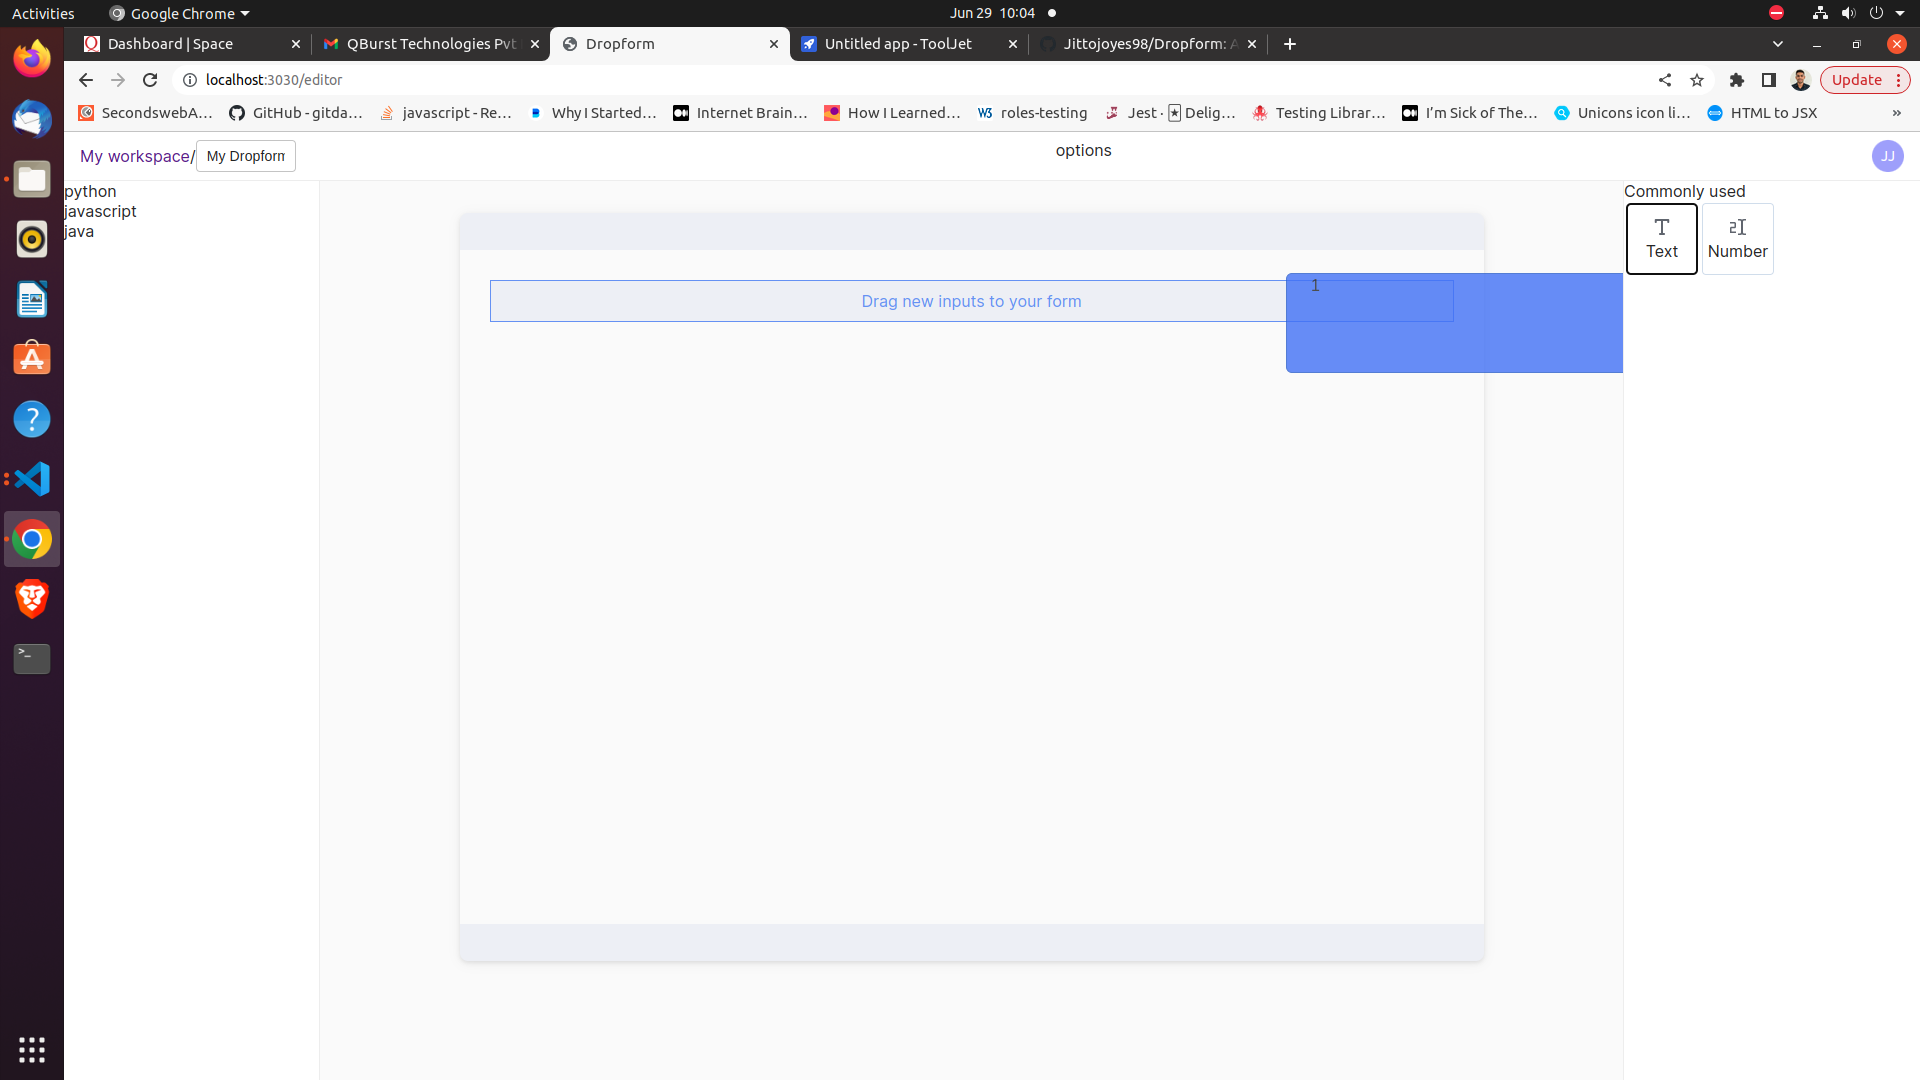 Activities
Google Chrome
Jun 29 10:04
Dashboard | Space
QBurst Technologies Pvt
Dropform
Untitled app - ToolJet
Jittojoyes98/Dropform: A
localhost:3030/editor
Update
SecondswebA...
GitHub - gitda...
javascript - Re...
Why I Started...
Internet Brain...
How I Learned...
roles-testing
Jest · 🃏 Delig...
Testing Librar...
I'm Sick of The...
Unicons icon li...
HTML to JSX
»
My workspace/
My Dropform
options
JJ
python
javascript
java
Drag new inputs to your form
1
Commonly used
Text
Number